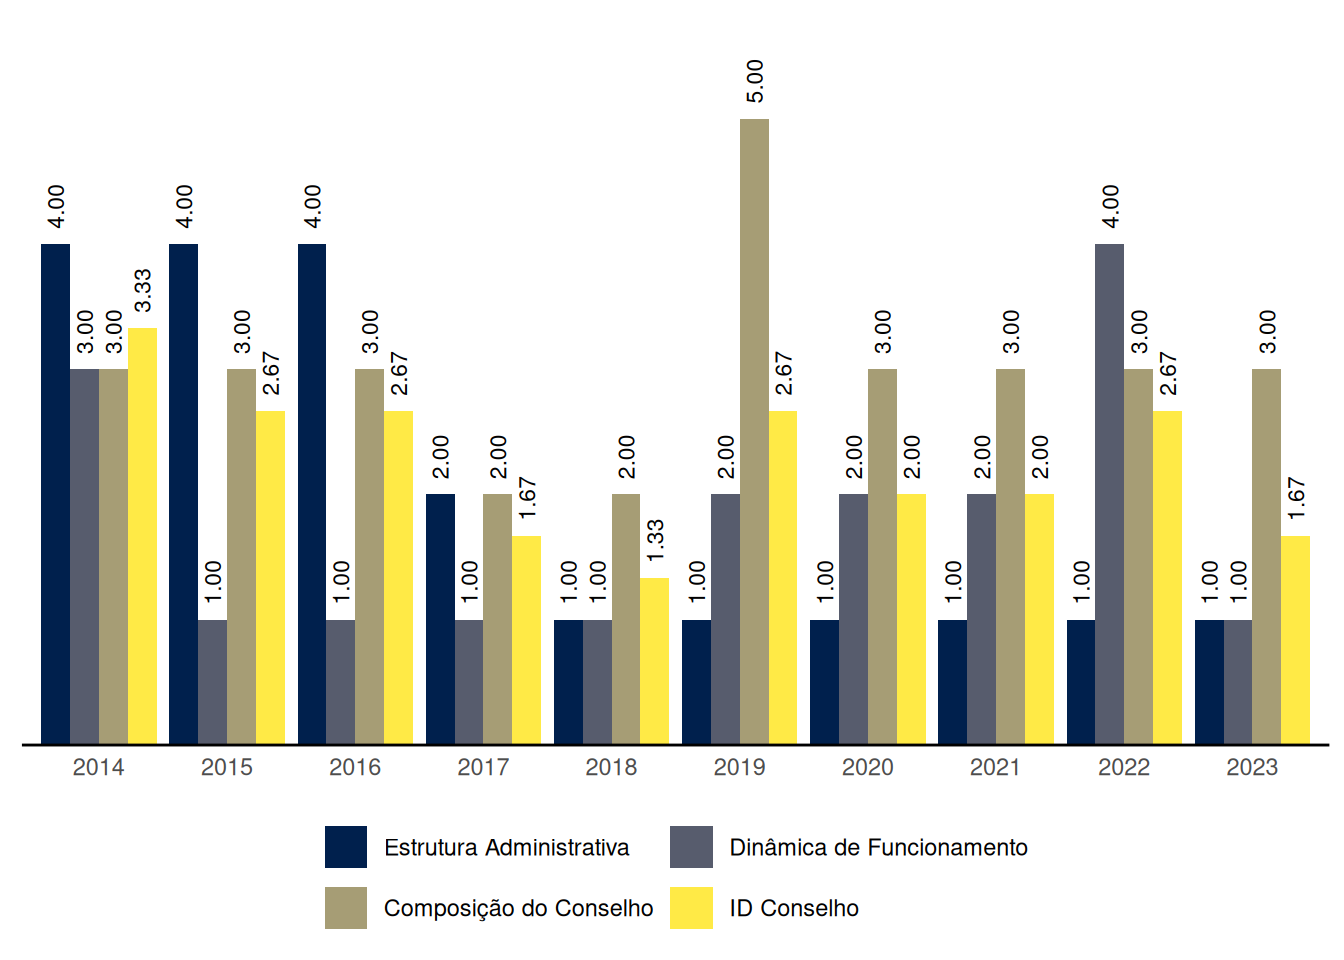 4.00 3.00 3.00 3.33
4.00 1.00 3.00 2.67
4.00 1.00 3.00 2.67
2.00 1.00 2.00 1.67
1.00 1.00 2.00 1.33
1.00 2.00 5.00 2.67
1.00 2.00 3.00 2.00
1.00 2.00 3.00 2.00
1.00 4.00 3.00 2.67
1.00 1.00 3.00 1.67
2014 2015 2016 2017 2018 2019 2020 2021 2022 2023
Estrutura Administrativa Dinâmica de Funcionamento
Composição do Conselho ID Conselho